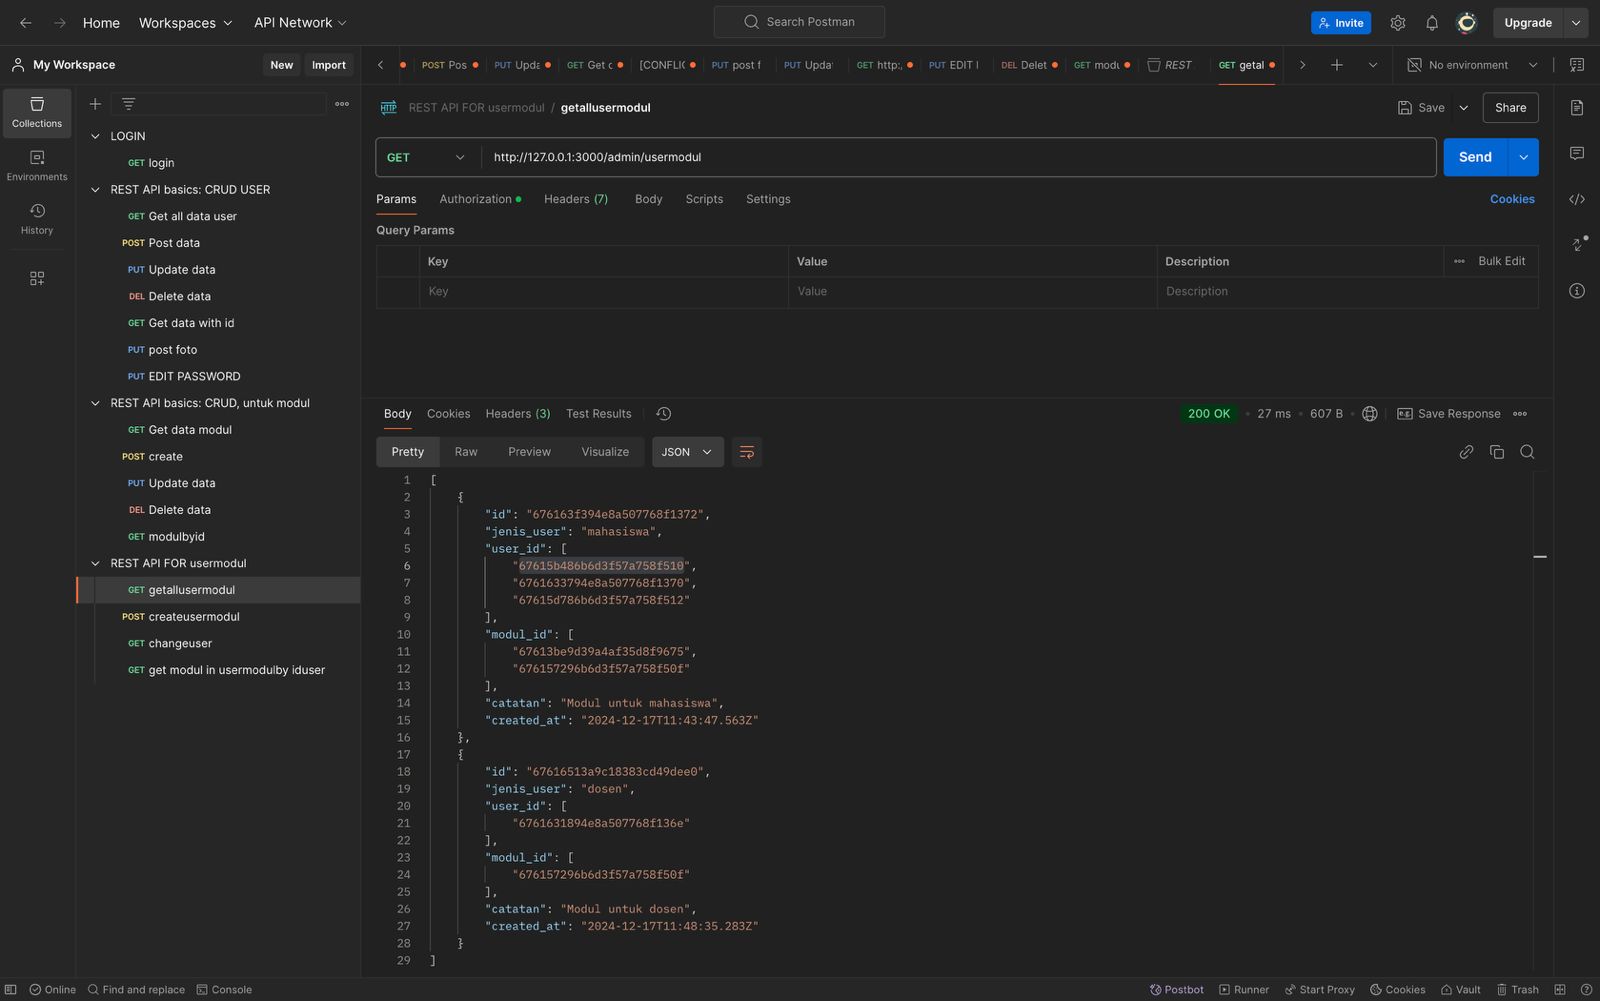 Home Workspaces API Network Search Postman Invite Upgrade
My Workspace New Import POST Pos PUT Upda GET Get c [CONFLIC PUT post f PUT Upda GET http:, PUT EDIT DEL Delet GET modu REST GET getal No environment
Collections
Environments
History
LOGIN
GET login
REST API basics: CRUD USER
GET Get all data user
POST Post data
PUT Update data
DEL Delete data
GET Get data with id
PUT post foto
PUT EDIT PASSWORD
REST API basics: CRUD, untuk modul
GET Get data modul
POST create
PUT Update data
DEL Delete data
GET modulbyid
REST API FOR usermodul
GET getallusermodul
POST createusermodul
GET changeuser
GET get modul in usermodulby iduser
HTTP REST API FOR usermodul / getallusermodul Save Share
GET http://127.0.0.1:3000/admin/usermodul Send
Params Authorization Headers (7) Body Scripts Settings Cookies
Query Params
Key Value Description Bulk Edit
Key Value Description
Body Cookies Headers (3) Test Results 200 OK 27 ms 607 B e.g. Save Response
Pretty Raw Preview Visualize JSON
1 [
2 {
3 "id": "676163f394e8a507768f1372",
4 "jenis_user": "mahasiswa",
5 "user_id": [
6 "67615b486b6d3f57a758f510",
7 "6761633794e8a507768f1370",
8 "67615d786b6d3f57a758f512"
9 ],
10 "modul_id": [
11 "67613be9d39a4af35d8f9675",
12 "676157296b6d3f57a758f50f"
13 ],
14 "catatan": "Modul untuk mahasiswa",
15 "created_at": "2024-12-17T11:43:47.563Z"
16 },
17 {
18 "id": "67616513a9c18383cd49dee0",
19 "jenis_user": "dosen",
20 "user_id": [
21 "6761631894e8a507768f136e"
22 ],
23 "modul_id": [
24 "676157296b6d3f57a758f50f"
25 ],
26 "catatan": "Modul untuk dosen",
27 "created_at": "2024-12-17T11:48:35.283Z"
28 }
29 ]
Online Find and replace Console Postbot Runner Start Proxy Cookies Vault Trash